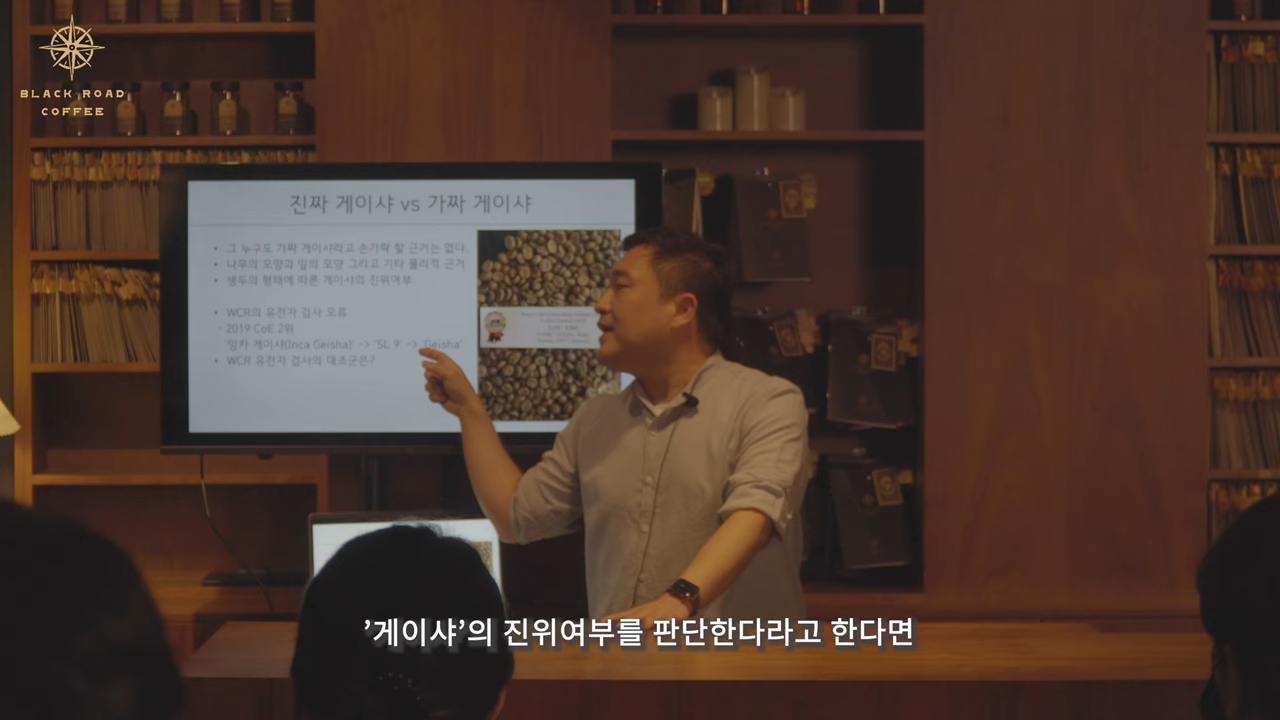 BLACK ROAD
COFFEE
진짜 게이샤 vs 가짜 게이샤
• 그 누구도 가짜 게이샤라고 손가락 할 근거는 없다.
• 나무의 모양과 잎의 모양 그리고 기타 물리적 근거
• 생두의 형태에 따른 게이샤의 진위여부
• WCR의 유전자 검사 오류
- 2019 CoE 2위
'잉카 게이샤(Inca Geisha)' -> 'SL 9' -> 'Geisha'
• WCR 유전자 검사의 대조군은?
'게이샤'의 진위여부를 판단한다라고 한다면